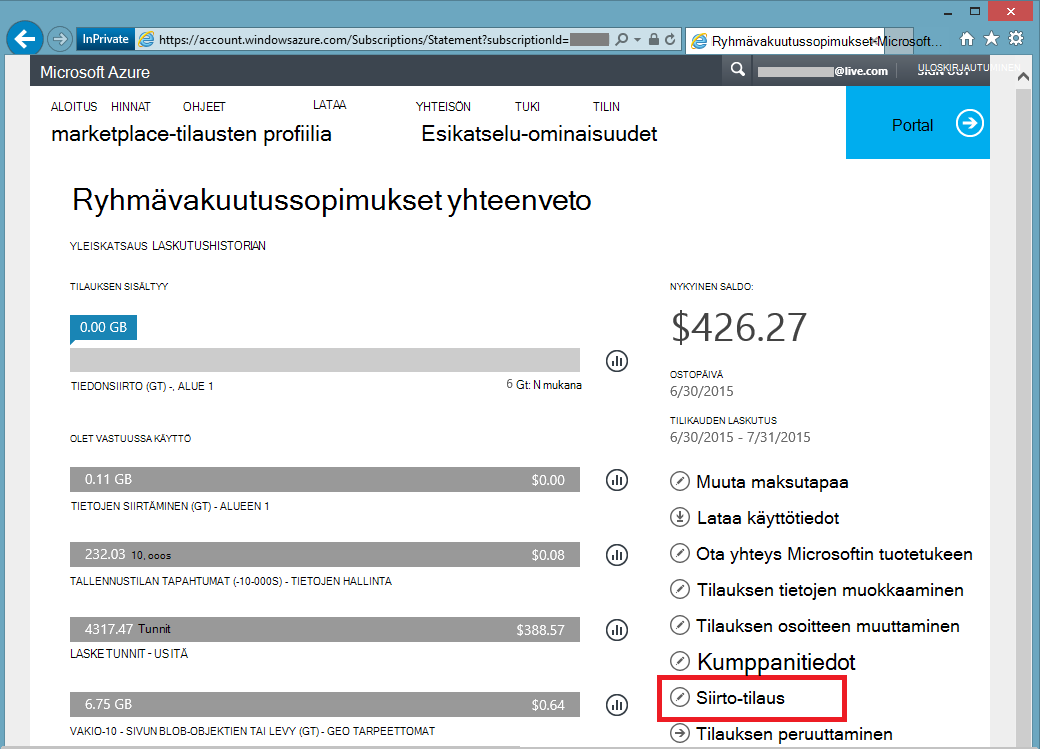 InPrivate https://account.windowsazure.com/Subscriptions/Statement?subscriptionId= Ryhmävakuutussopimukset Microsoft...
Microsoft Azure @live.com ULOSKIRJAUTUMINEN
ALOITUS HINNAT OHJEET LATAA YHTEISÖN TUKI TILIN
marketplace-tilausten profiilia Esikatselu-ominaisuudet
Portal
Ryhmävakuutussopimukset yhteenveto
YLEISKATSAUS LASKUTUSHISTORIAN
TILAUKSEN SISÄLTYY
0.00 GB
TIEDONSIIRTO (GT) -, ALUE 1 6 Gt: N mukana
OLET VASTUUSSA KÄYTTÖ
0.11 GB $0.00
TIETOJEN SIIRTÄMINEN (GT) - ALUEEN 1
232.03 10, ooos $0.08
TALLENNUSTILAN TAPAHTUMAT (-10-000S) - TIETOJEN HALLINTA
4317.47 Tunnit $388.57
LASKE TUNNIT - US ITÄ
6.75 GB $0.64
VAKIO-10 - SIVUN BLOB-OBJEKTIEN TAI LEVY (GT) - GEO TARPEETTOMAT
NYKYINEN SALDO:
$426.27
OSTOPÄIVÄ
6/30/2015
TILIKAUDEN LASKUTUS
6/30/2015 - 7/31/2015
Muuta maksutapaa
Lataa käyttötiedot
Ota yhteys Microsoftin tuotetukeen
Tilauksen tietojen muokkaaminen
Tilauksen osoitteen muuttaminen
Kumppanitiedot
Siirto-tilaus
Tilauksen peruuttaminen